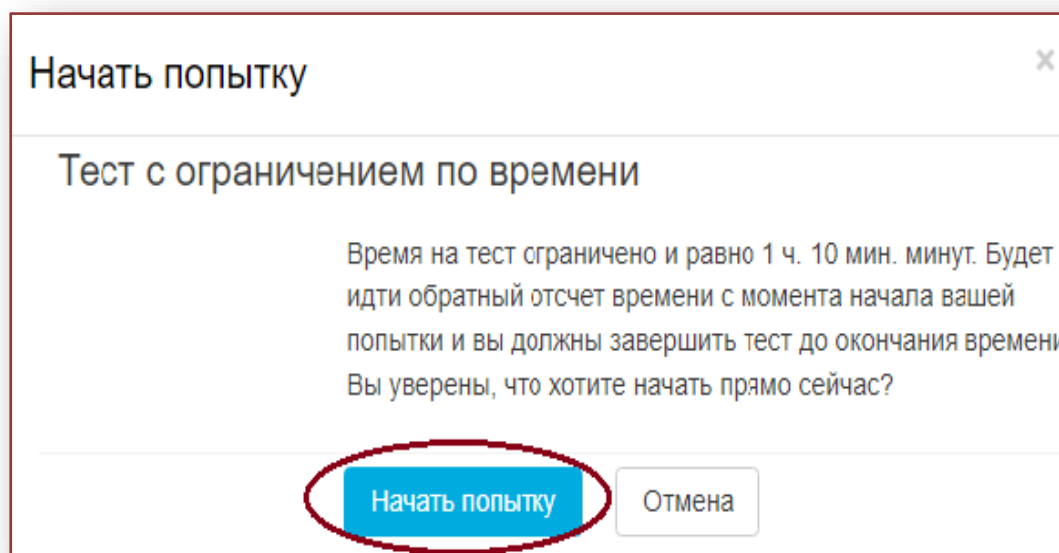 Начать попытку
×
Тест с ограничением по времени
Время на тест ограничено и равно 1 ч. 10 мин. минут. Будет
идти обратный отсчет времени с момента начала вашей
попытки и вы должны завершить тест до окончания времени
Вы уверены, что хотите начать прямо сейчас?
Начать попытку
Отмена